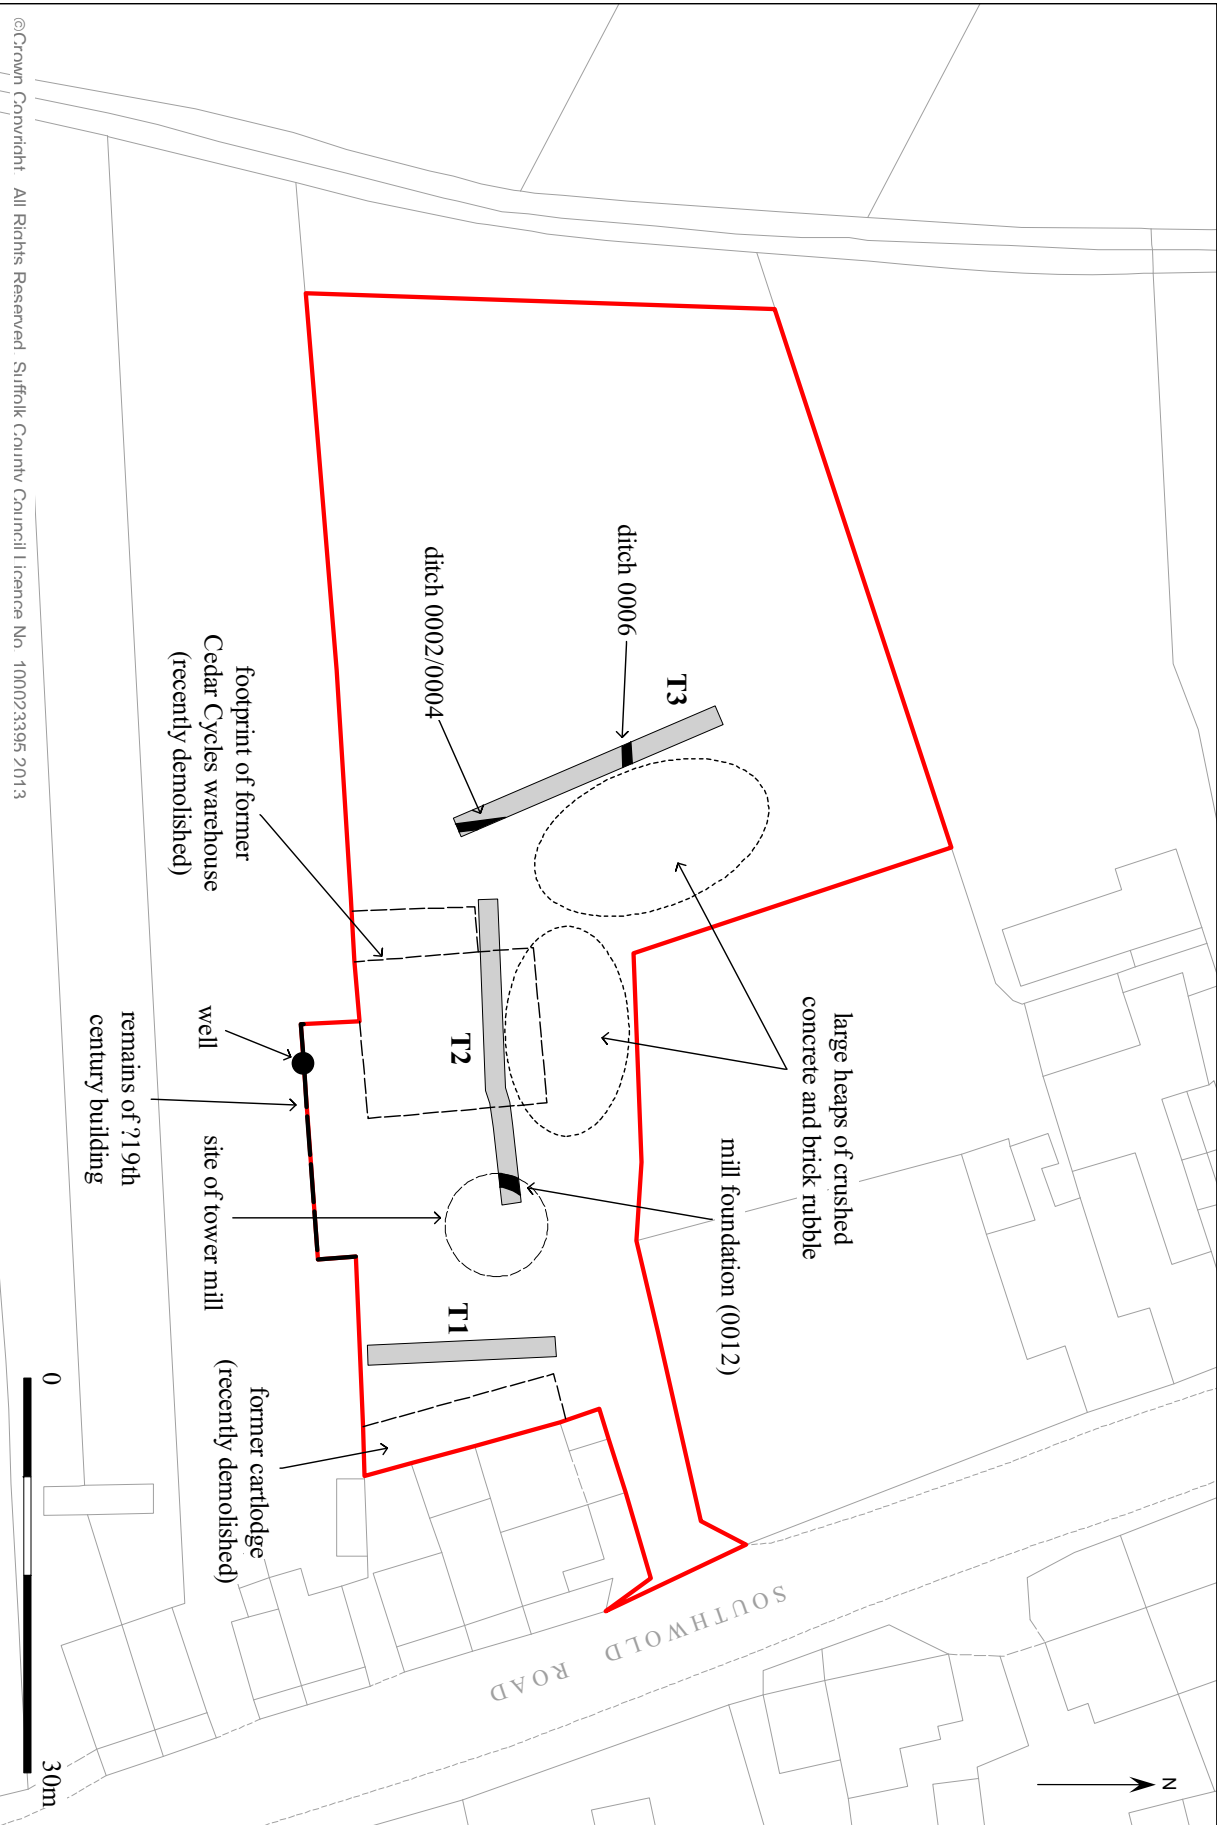 large heaps of crushed
concrete and brick rubble
mill foundation (0012)
T3
ditch 0006
ditch 0002/0004
T2
T1
footprint of former
Cedar Cycles warehouse
(recently demolished)
well
site of tower mill
former cartlodge
(recently demolished)
remains of ?19th
century building
SOUTHWOLD ROAD
N
0
30m
©Crown Copyright. All Rights Reserved. Suffolk County Council Licence No. 100023395 2013